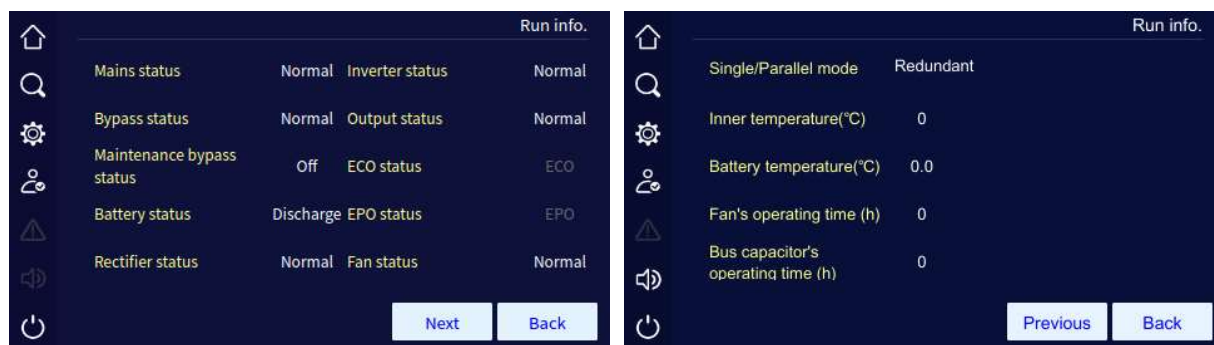 Run info.
Mains status Normal Inverter status Normal
Bypass status Normal Output status Normal
Maintenance bypass
status Off ECO status ECO
Battery status Discharge EPO status EPO
Rectifier status Normal Fan status Normal
Next Back
Run info.
Single/Parallel mode Redundant
Inner temperature(°C) 0
Battery temperature(°C) 0.0
Fan's operating time (h) 0
Bus capacitor's
operating time (h) 0
Previous Back